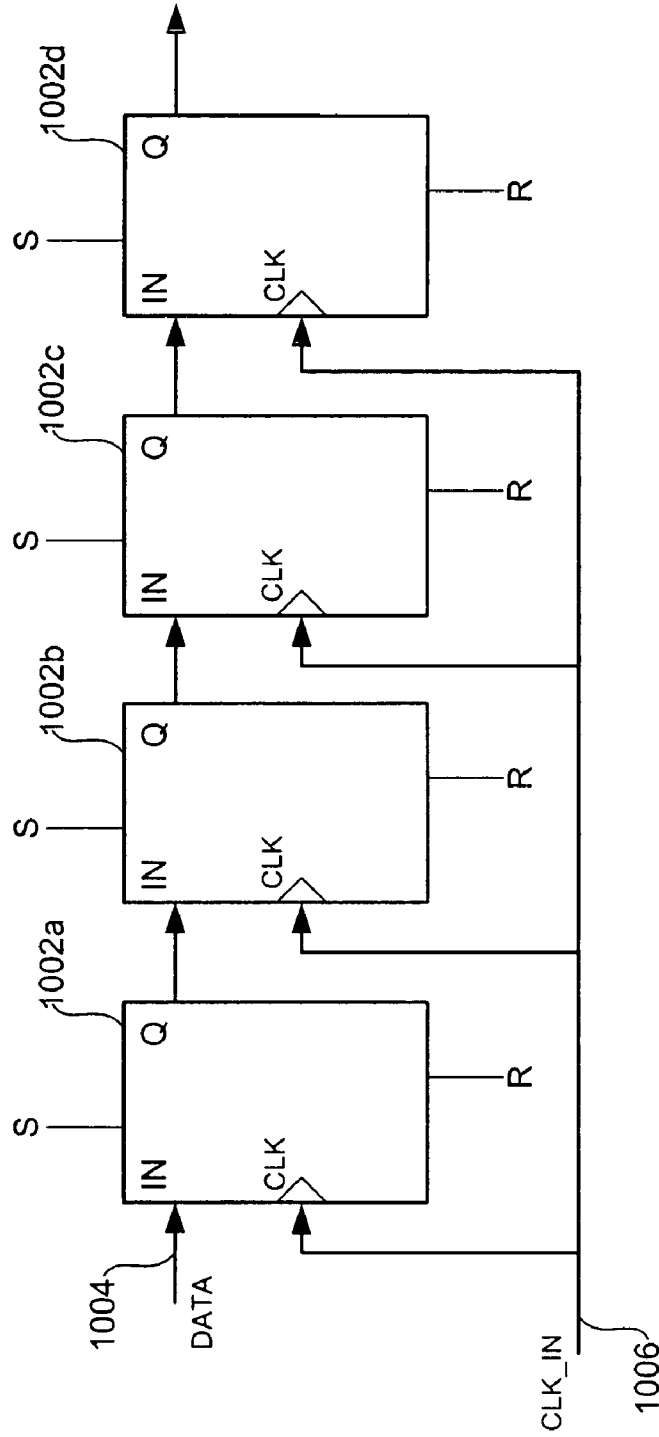 1002a 1002b 1002c 1002d
S S S S
IN Q IN Q IN Q IN Q
1004
DATA
CLK CLK CLK CLK
R R R R
CLK_IN
1006